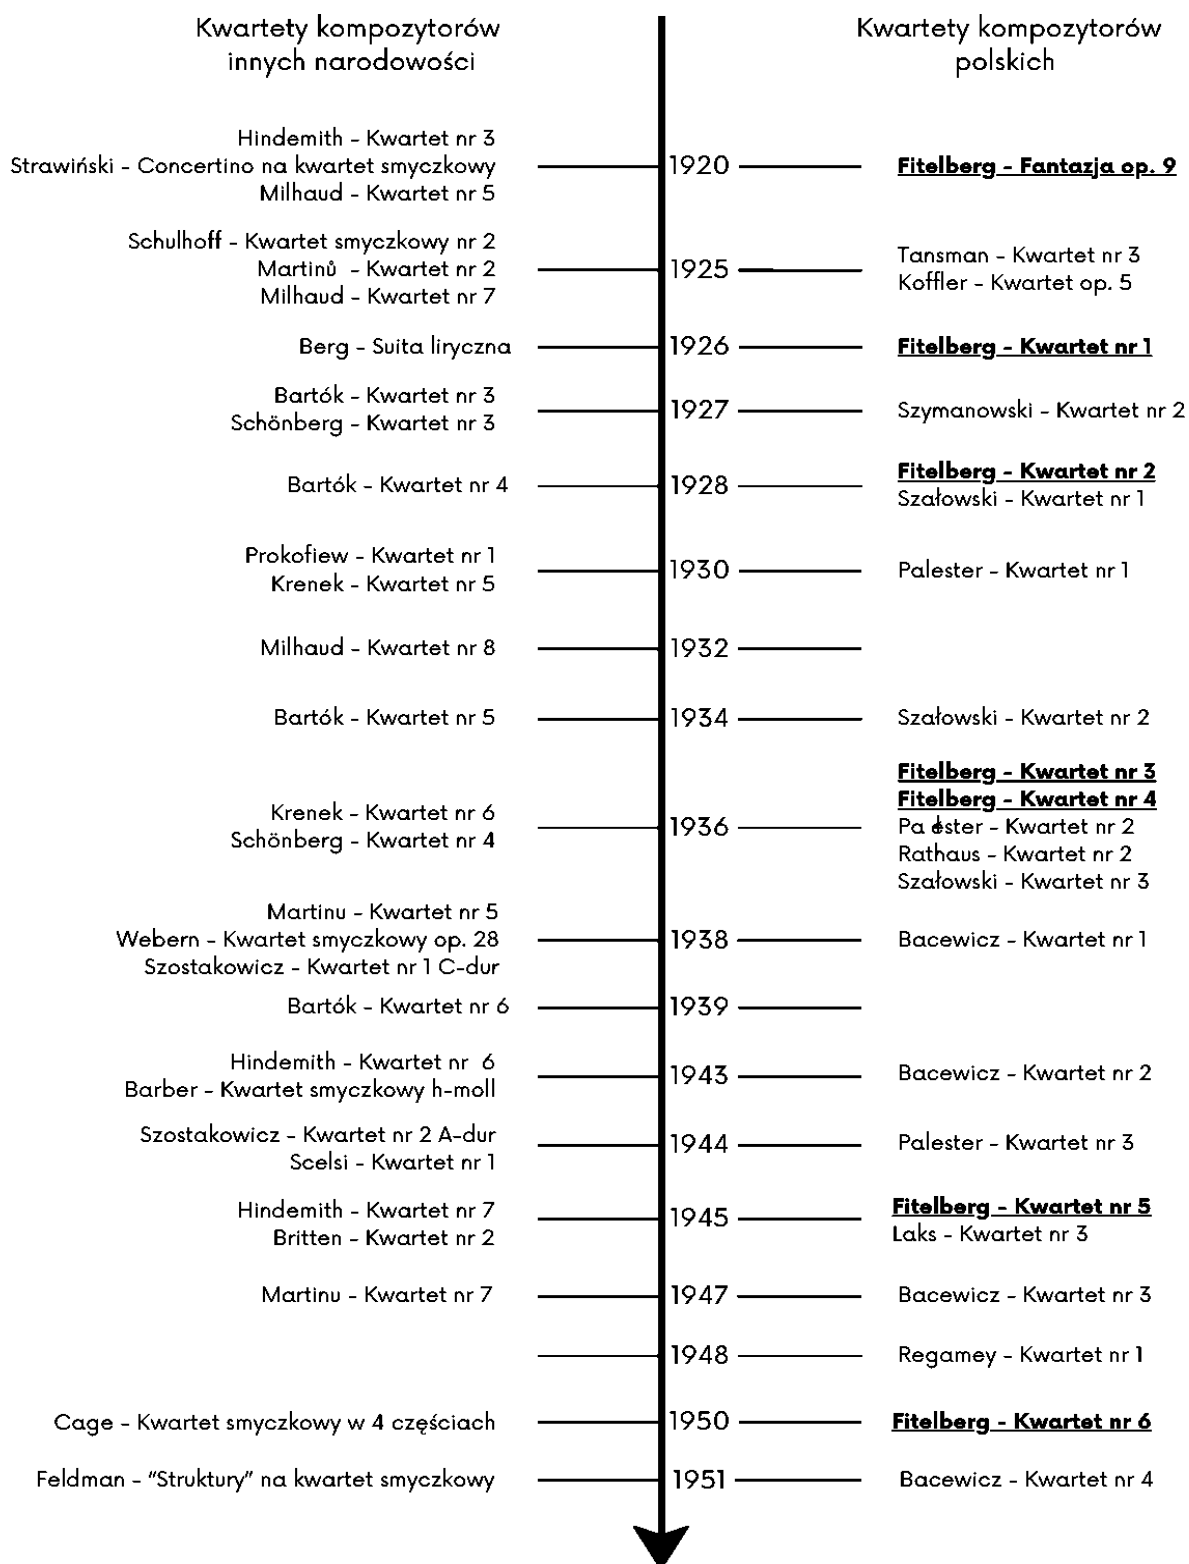 Kwartety kompozytorów
innych narodowości
Kwartety kompozytorów
polskich
Hindemith - Kwartet nr 3
Strawiński - Concertino na kwartet smyczkowy
Milhaud - Kwartet nr 5
1920
Fitelberg - Fantazja op. 9
Schulhoff - Kwartet smyczkowy nr 2
Martinů - Kwartet nr 2
Milhaud - Kwartet nr 7
1925
Tansman - Kwartet nr 3
Koffler - Kwartet op. 5
Berg - Suita liryczna
1926
Fitelberg - Kwartet nr 1
Bartók - Kwartet nr 3
Schönberg - Kwartet nr 3
1927
Szymanowski - Kwartet nr 2
Bartók - Kwartet nr 4
1928
Fitelberg - Kwartet nr 2
Szałowski - Kwartet nr 1
Prokofiew - Kwartet nr 1
Krenek - Kwartet nr 5
1930
Palester - Kwartet nr 1
Milhaud - Kwartet nr 8
1932
Bartók - Kwartet nr 5
1934
Szałowski - Kwartet nr 2
Krenek - Kwartet nr 6
Schönberg - Kwartet nr 4
1936
Fitelberg - Kwartet nr 3
Fitelberg - Kwartet nr 4
Palester - Kwartet nr 2
Rathaus - Kwartet nr 2
Szałowski - Kwartet nr 3
Martinu - Kwartet nr 5
Webern - Kwartet smyczkowy op. 28
Szostakowicz - Kwartet nr 1 C-dur
1938
Bacewicz - Kwartet nr 1
Bartók - Kwartet nr 6
1939
Hindemith - Kwartet nr 6
Barber - Kwartet smyczkowy h-moll
1943
Bacewicz - Kwartet nr 2
Szostakowicz - Kwartet nr 2 A-dur
Scelsi - Kwartet nr 1
1944
Palester - Kwartet nr 3
Hindemith - Kwartet nr 7
Britten - Kwartet nr 2
1945
Fitelberg - Kwartet nr 5
Laks - Kwartet nr 3
Martinu - Kwartet nr 7
1947
Bacewicz - Kwartet nr 3
1948
Regamey - Kwartet nr 1
Cage - Kwartet smyczkowy w 4 częściach
1950
Fitelberg - Kwartet nr 6
Feldman - "Struktury" na kwartet smyczkowy
1951
Bacewicz - Kwartet nr 4